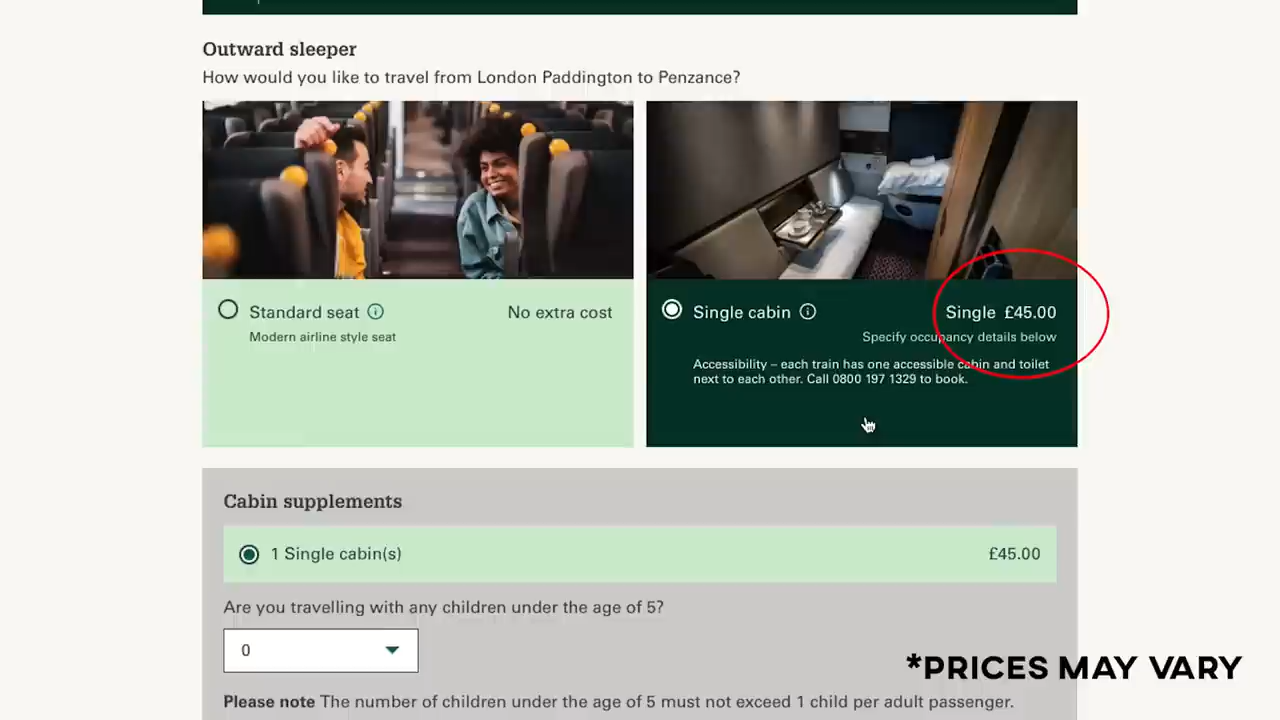 Outward sleeper
How would you like to travel from London Paddington to Penzance?
Standard seat
No extra cost
Modern airline style seat
Single cabin
Single £45.00
Specify occupancy details below
Accessibility – each train has one accessible cabin and toilet
next to each other. Call 0800 197 1329 to book.
Cabin supplements
1 Single cabin(s)
£45.00
Are you travelling with any children under the age of 5?
0
*PRICES MAY VARY
Please note The number of children under the age of 5 must not exceed 1 child per adult passenger.